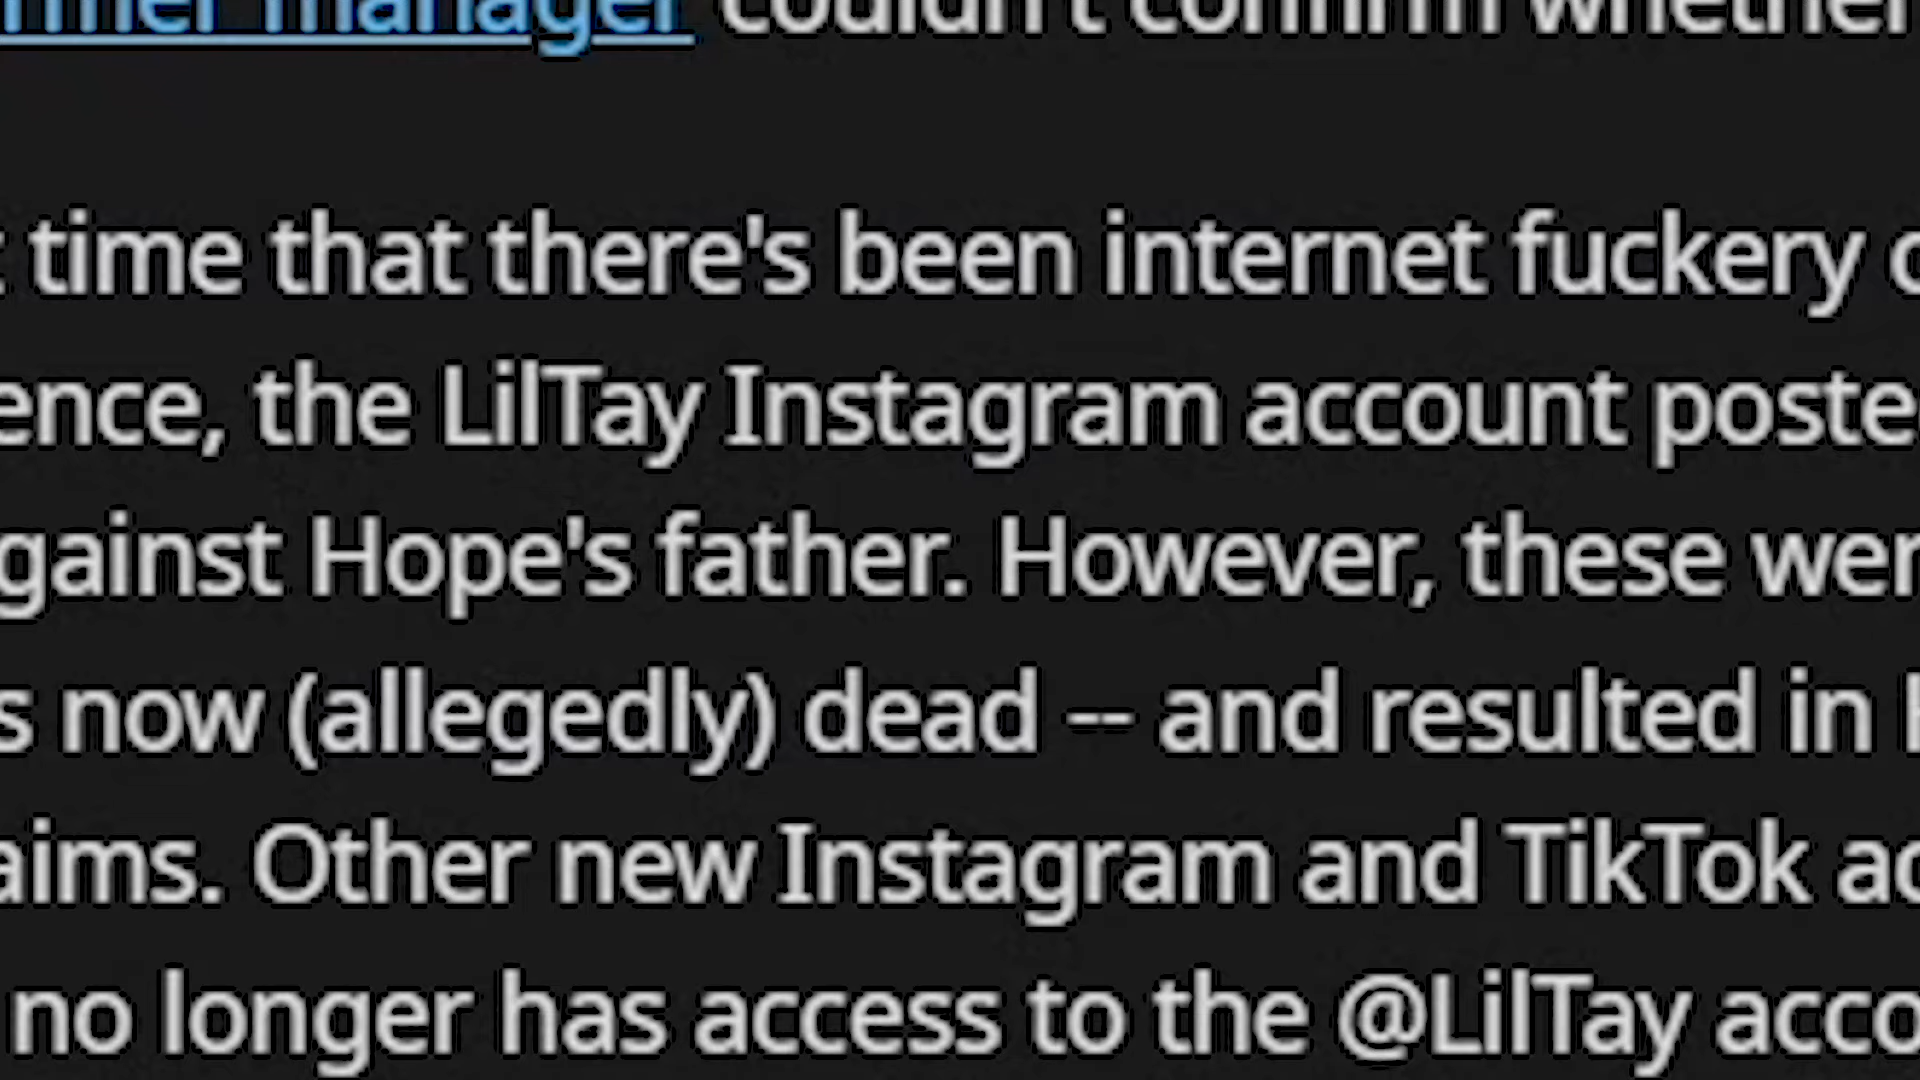 manager couldn't confirm whether
time that there's been internet fuckery
ence, the LilTay Instagram account poste
gainst Hope's father. However, these wer
s now (allegedly) dead -- and resulted in
aims. Other new Instagram and TikTok ac
no longer has access to the @LilTay acco